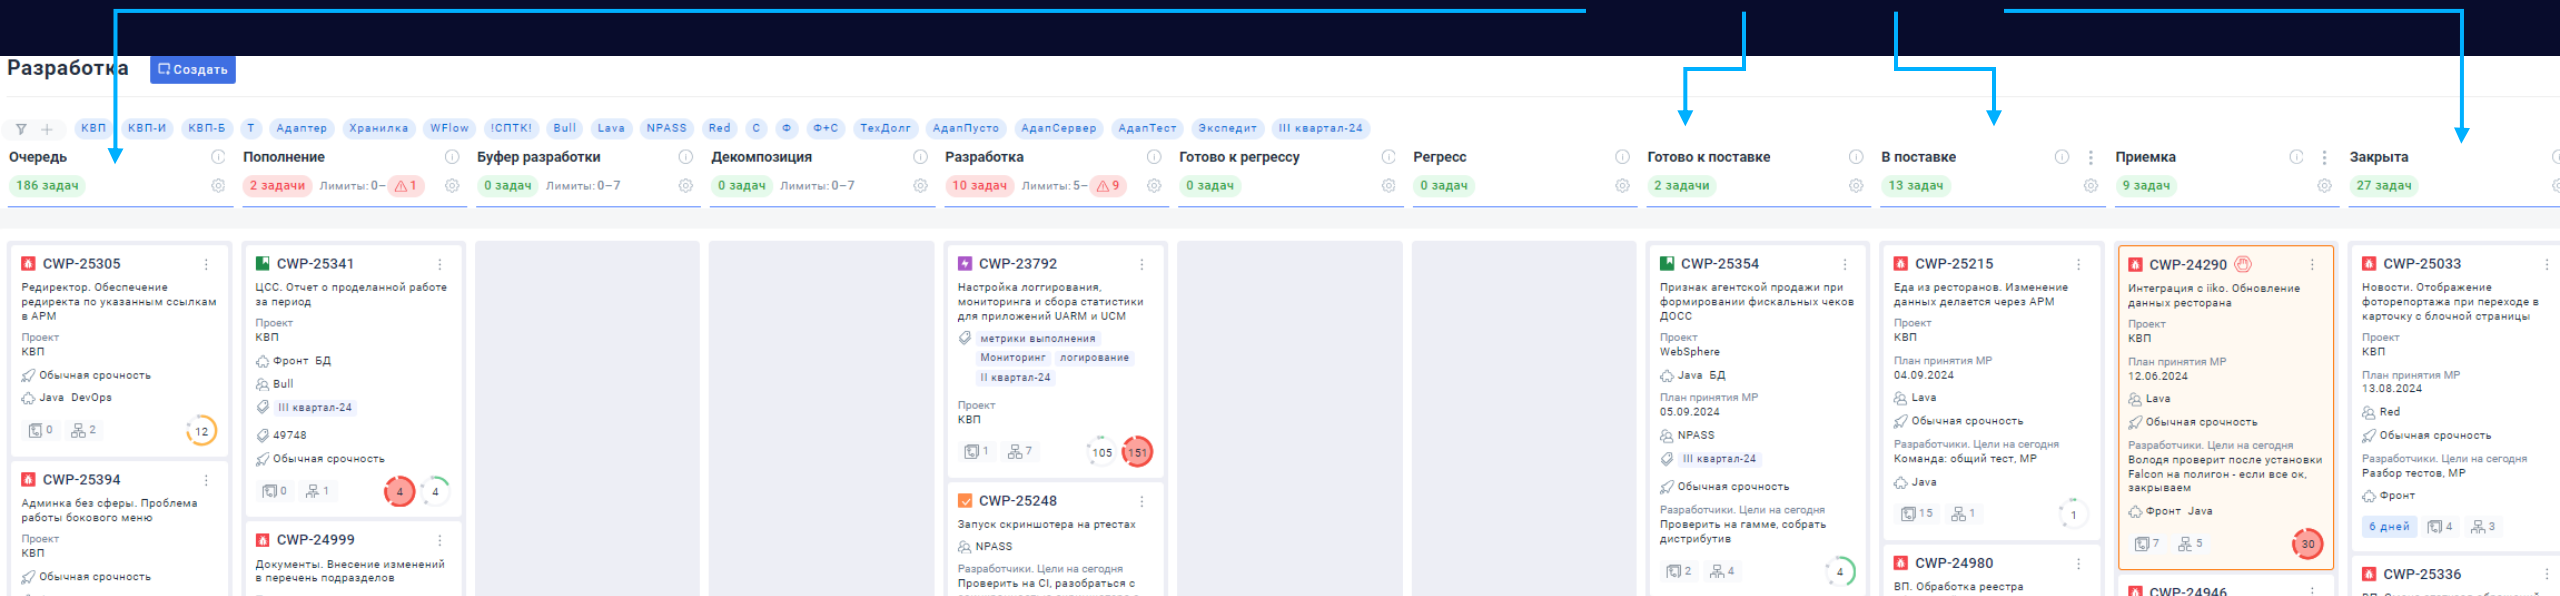 Разработка
Создать
КВП КВП-И КВП-Б Т Адаптер Хранилка WFlow !СПТК! Bull Lava NPASS Red С Ф Ф+С ТехДолг АдапПусто АдапСервер АдапТест Экспедит III квартал-24
Очередь
186 задач
Пополнение
2 задачи Лимиты: 0– 1
Буфер разработки
0 задач Лимиты: 0–7
Декомпозиция
0 задач Лимиты: 0–7
Разработка
10 задач Лимиты: 5– 9
Готово к регрессу
0 задач
Регресс
0 задач
Готово к поставке
2 задачи
В поставке
13 задач
Приемка
9 задач
Закрыта
27 задач
CWP-25305
Редиректор. Обеспечение
редиректа по указанным ссылкам
в АРМ
Проект
КВП
Обычная срочность
Java DevOps
0 2 12
CWP-25394
Админка без сферы. Проблема
работы бокового меню
Проект
КВП
Обычная срочность
CWP-25341
ЦСС. Отчет о проделанной работе
за период
Проект
КВП
Фронт БД
Bull
III квартал-24
49748
Обычная срочность
0 1 4 4
CWP-24999
Документы. Внесение изменений
в перечень подразделов
CWP-23792
Настройка логгирования,
мониторинга и сбора статистики
для приложений UARM и UCM
метрики выполнения
Мониторинг логирование
II квартал-24
Проект
КВП
1 7 105 151
CWP-25248
Запуск скриншотера на ртестах
NPASS
Разработчики. Цели на сегодня
Проверить на CI, разобраться с
CWP-25354
Признак агентской продажи при
формировании фискальных чеков
ДОСС
Проект
WebSphere
Java БД
План принятия МР
05.09.2024
NPASS
III квартал-24
Обычная срочность
Разработчики. Цели на сегодня
Проверить на гамме, собрать
дистрибутив
2 4 4
CWP-25215
Еда из ресторанов. Изменение
данных делается через АРМ
Проект
КВП
План принятия МР
04.09.2024
Lava
Обычная срочность
Разработчики. Цели на сегодня
Команда: общий тест, МР
Java
15 1 1
CWP-24980
ВП. Обработка реестра
CWP-24290
Интеграция с iiko. Обновление
данных ресторана
Проект
КВП
План принятия МР
12.06.2024
Lava
Обычная срочность
Разработчики. Цели на сегодня
Володя проверит после установки
Falcon на полигон - если все ок,
закрываем
Фронт Java
7 5 30
CWP-24946
CWP-25033
Новости. Отображение
фоторепортажа при переходе в
карточку с блочной страницы
Проект
КВП
План принятия МР
13.08.2024
Red
Обычная срочность
Разработчики. Цели на сегодня
Разбор тестов, МР
Фронт
6 дней 4 3
CWP-25336